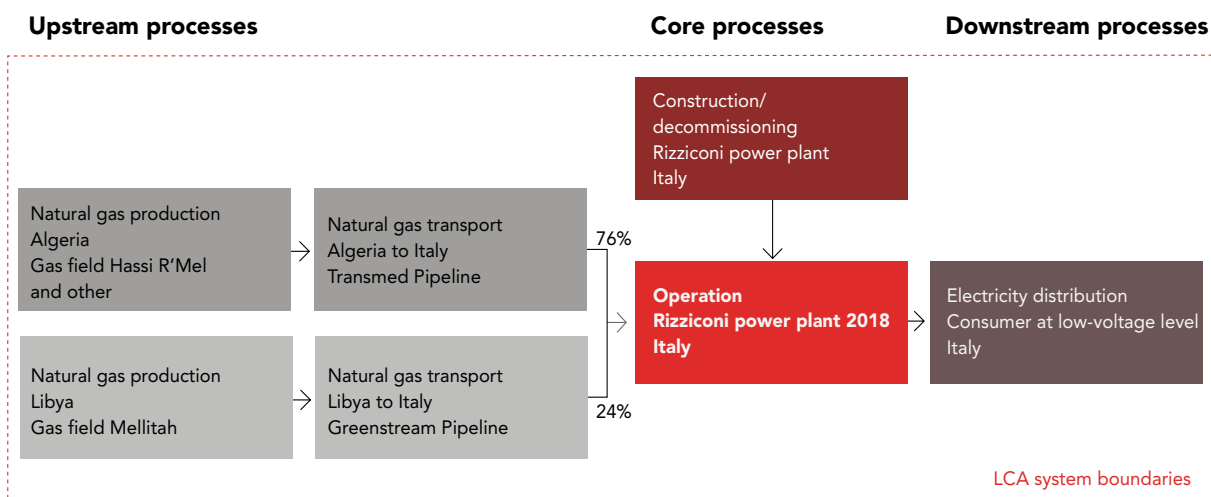 Upstream processes
Core processes
Downstream processes
Construction/
decommissioning
Rizziconi power plant
Italy
Natural gas production
Algeria
Gas field Hassi R’Mel
and other
Natural gas transport
Algeria to Italy
Transmed Pipeline
76%
Operation
Rizziconi power plant 2018
Italy
Electricity distribution
Consumer at low-voltage level
Italy
Natural gas production
Libya
Gas field Mellitah
Natural gas transport
Libya to Italy
Greenstream Pipeline
24%
LCA system boundaries